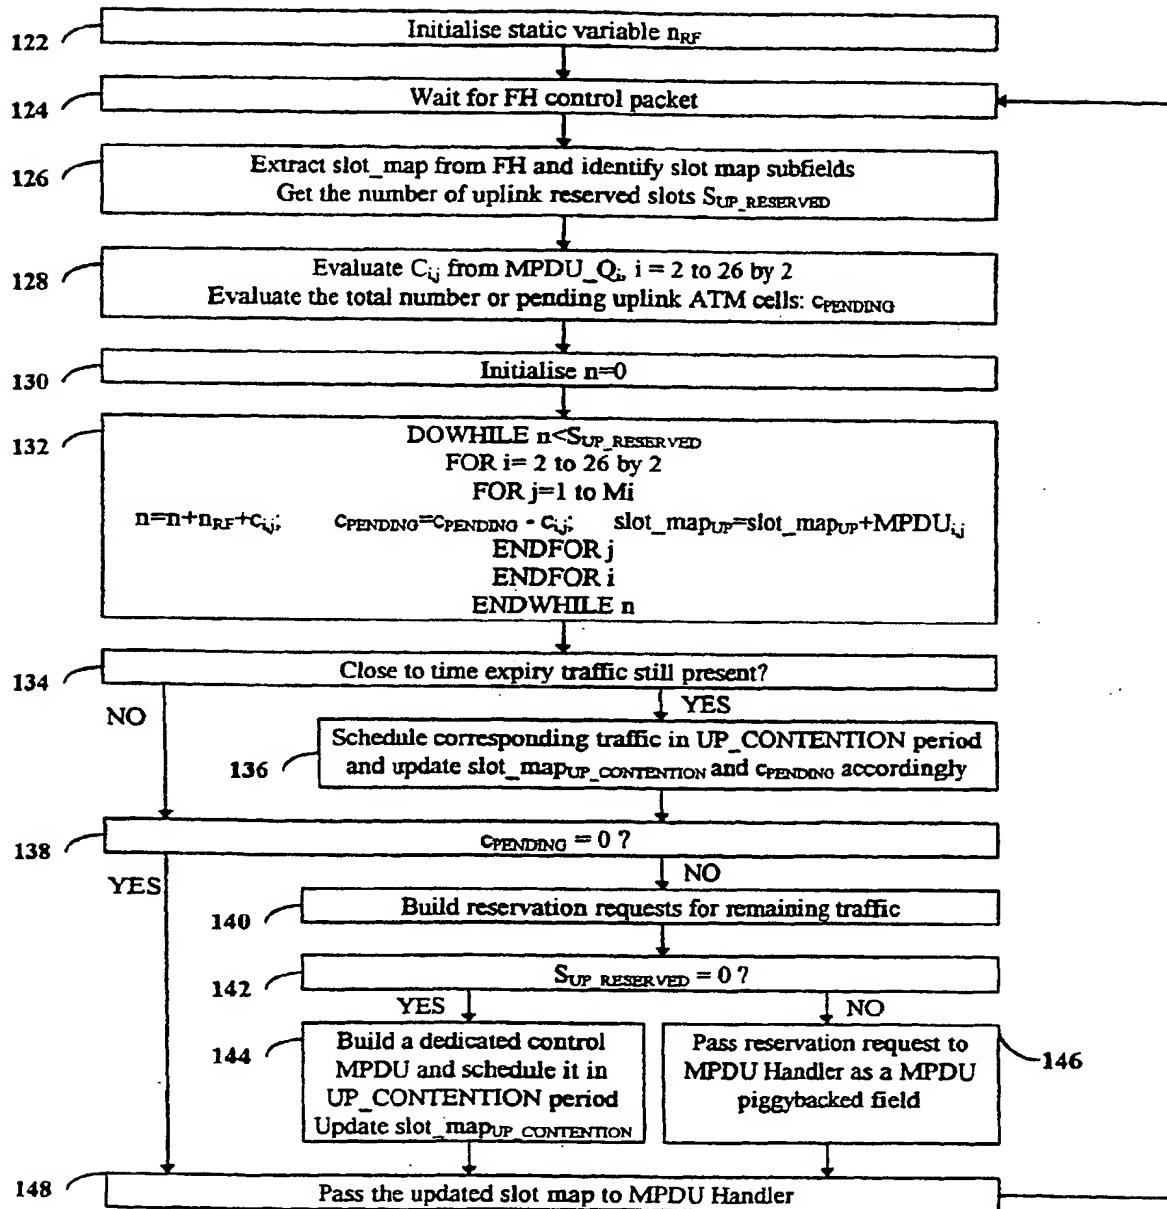 122 Initialise static variable n_RF
124 Wait for FH control packet
126 Extract slot_map from FH and identify slot map subfields
Get the number of uplink reserved slots S_UP_RESERVED
128 Evaluate C_i,j from MPDU_Q_i, i = 2 to 26 by 2
Evaluate the total number or pending uplink ATM cells: c_PENDING
130 Initialise n=0
132 DOWHILE n<S_UP_RESERVED
FOR i= 2 to 26 by 2
FOR j=1 to Mi
n=n+n_RF+c_i,j; c_PENDING=c_PENDING - c_i,j; slot_map_UP=slot_map_UP+MPDU_i,j
ENDFOR j
ENDFOR i
ENDWHILE n
134 Close to time expiry traffic still present?
NO YES
136 Schedule corresponding traffic in UP_CONTENTION period
and update slot_map_UP_CONTENTION and c_PENDING accordingly
138 c_PENDING = 0 ?
YES NO
140 Build reservation requests for remaining traffic
142 S_UP_RESERVED = 0 ?
YES NO
144 Build a dedicated control
MPDU and schedule it in
UP_CONTENTION period
Update slot_map_UP_CONTENTION
Pass reservation request to
MPDU Handler as a MPDU
piggybacked field
146
148 Pass the updated slot map to MPDU Handler